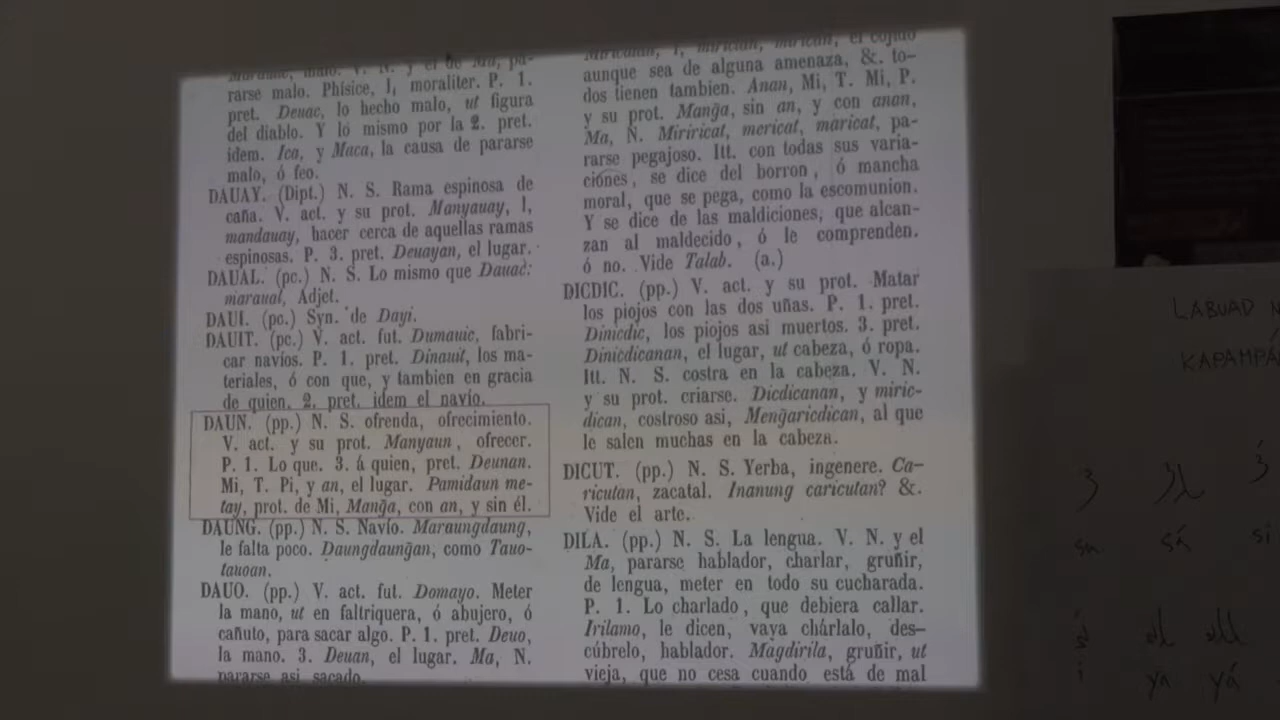 rarse malo. Phísice, l, moraliter. P. 1.
pret. Deuac, lo hecho malo, ut figura
del diablo. Y lo mismo por la 2. pret.
idem. Ica, y Maca, la causa de pararse
malo, ó feo.
DAUAY. (Dipt.) N. S. Rama espinosa de
caña. V. act. y su prot. Manyauay, l,
mandauay, hacer cerca de aquellas ramas
espinosas. P. 3. pret. Deuayan, el lugar.
DAUAL. (pc.) N. S. Lo mismo que Dauac:
maraual, Adjet.
DAUI. (pc.) Syn. de Dayi.
DAUIT. (pc.) V. act. fut. Dumauic, fabri-
car navíos. P. 1. pret. Dinauit, los ma-
teriales, ó con que, y tambien en gracia
de quien. 2. pret. idem el navío.
DAUN. (pp.) N. S. ofrenda, ofrecimiento.
V. act. y su prot. Manyaun, ofrecer.
P. 1. Lo que. 3. á quien, pret. Deunan.
Mi, T. Pi, y an, el lugar. Pamidaun me-
tay, prot. de Mi, Manga, con an, y sin él.
DAUNG. (pp.) N. S. Navío. Maraungdaung,
le falta poco. Daungdaungan, como Tauo-
tauoan.
DAUO. (pp.) V. act. fut. Domayo. Meter
la mano, ut en faltriquera, ó abujero, ó
cañuto, para sacar algo. P. 1. pret. Deuo,
la mano. 3. Deuan, el lugar. Ma, N.
pararse asi sacado.
aunque sea de alguna amenaza, &. to-
dos tienen tambien. Anan, Mi, T. Mi, P.
y su prot. Manga, sin an, y con anan,
Ma, N. Miriricat, mericat, maricat, pa-
rarse pegajoso. Itt. con todas sus varia-
ciones, se dice del borron, ó mancha
moral, que se pega, como la escomunion.
Y se dice de las maldiciones, que alcan-
zan al maldecido, ó le comprenden.
ó no. Vide Talab. (a.)
DICDIC. (pp.) V. act. y su prot. Matar
los piojos con las dos uñas. P. 1. pret.
Dinicdic, los piojos asi muertos. 3. pret.
Dinicdicanan, el lugar, ut cabeza, ó ropa.
Itt. N. S. costra en la cabeza. V. N.
y su prot. criarse. Dicdicanan, y miric-
dican, costroso asi, Mengaricdican, al que
le salen muchas en la cabeza.
DICUT. (pp.) N. S. Yerba, ingenere. Ca-
ricutan, zacatal. Inanung caricutan? &.
Vide el arte.
DILA. (pp.) N. S. La lengua. V. N. y el
Ma, pararse hablador, charlar, gruñir,
de lengua, meter en todo su cucharada.
P. 1. Lo charlado, que debiera callar.
Irilamo, le dicen, vaya chárlalo, des-
cúbrelo, hablador. Magdirila, gruñir, ut
vieja, que no cesa cuando está de mal
LABUAD
KAPAMPA
su sá si
i ya yá